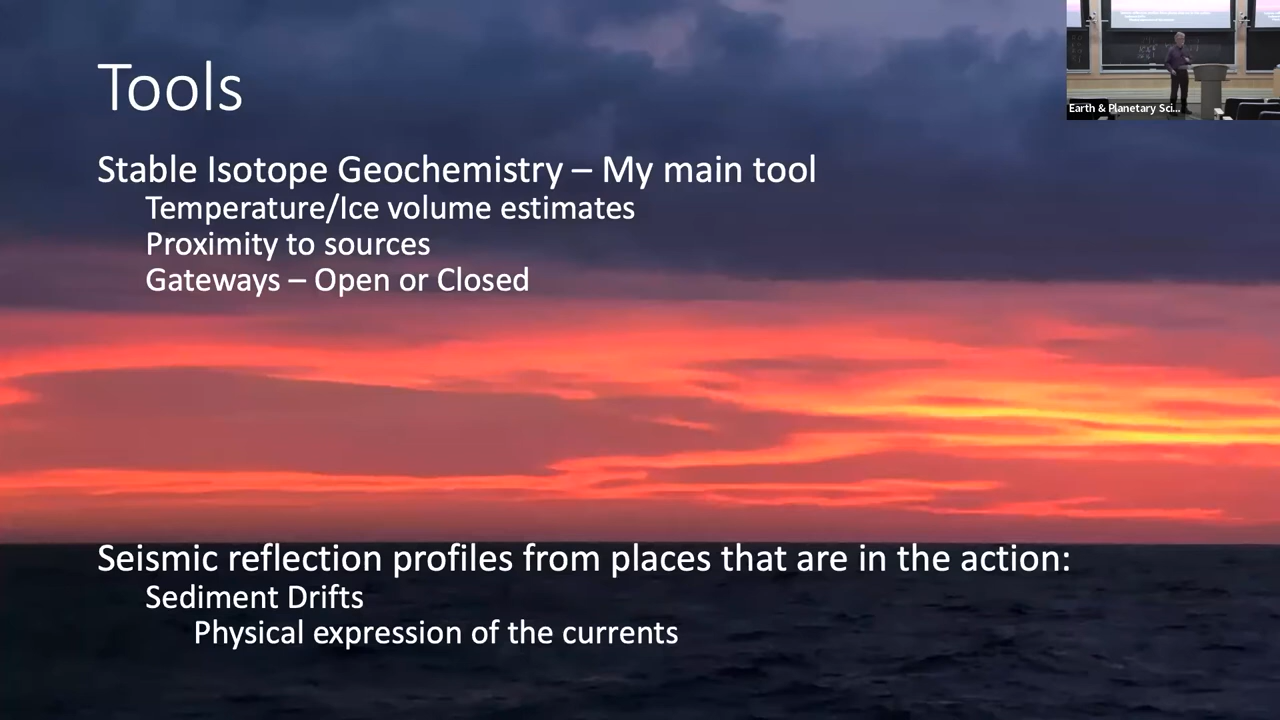 Tools
Stable Isotope Geochemistry – My main tool
Temperature/Ice volume estimates
Proximity to sources
Gateways – Open or Closed
Seismic reflection profiles from places that are in the action:
Sediment Drifts
Physical expression of the currents
Earth & Planetary Sci...